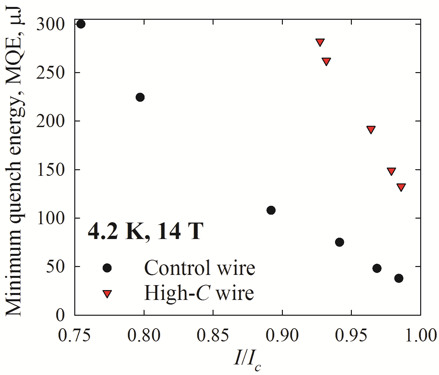 Minimum quench energy, MQE, μJ
300
250
200
150
100
50
0
4.2 K, 14 T
Control wire
High-C wire
0.75 0.80 0.85 0.90 0.95 1.00
I/Ic